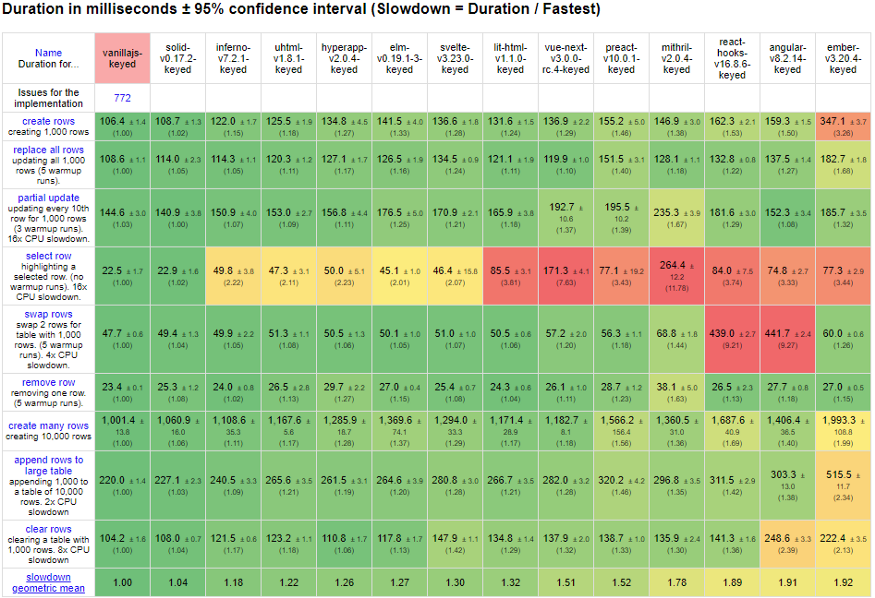 Duration in milliseconds ± 95% confidence interval (Slowdown = Duration / Fastest)
Name
Duration for...
vanillajs-keyed
solid-v0.17.2-keyed
inferno-v7.2.1-keyed
uhtml-v1.8.1-keyed
hyperapp-v2.0.4-keyed
elm-v0.19.1-3-keyed
svelte-v3.23.0-keyed
lit-html-v1.1.0-keyed
vue-next-v3.0.0-rc.4-keyed
preact-v10.0.1-keyed
mithril-v2.0.4-keyed
react-hooks-v16.8.6-keyed
angular-v8.2.14-keyed
ember-v3.20.4-keyed
Issues for the implementation 772
create rows
creating 1,000 rows
106.4 ± 1.4 108.7 ± 1.3 122.0 ± 1.7 125.5 ± 1.9 134.8 ± 4.5 141.5 ± 4.0 136.6 ± 1.8 131.6 ± 1.5 136.9 ± 2.2 155.2 ± 5.0 146.9 ± 3.0 162.3 ± 2.1 159.3 ± 1.5 347.1 ± 3.7
(1.00) (1.02) (1.15) (1.18) (1.27) (1.33) (1.28) (1.24) (1.29) (1.46) (1.38) (1.53) (1.50) (3.26)
replace all rows
updating all 1,000 rows (5 warmup runs).
108.6 ± 1.1 114.0 ± 2.3 114.3 ± 1.1 120.3 ± 1.2 127.1 ± 1.7 126.5 ± 1.9 134.5 ± 0.9 121.1 ± 1.9 119.9 ± 1.0 151.5 ± 3.1 128.1 ± 1.1 132.8 ± 0.8 137.5 ± 1.4 182.7 ± 1.8
(1.00) (1.05) (1.05) (1.11) (1.17) (1.16) (1.24) (1.11) (1.10) (1.40) (1.18) (1.22) (1.27) (1.68)
partial update
updating every 10th row for 1,000 rows (3 warmup runs). 16x CPU slowdown.
144.6 ± 3.0 140.9 ± 3.8 150.9 ± 4.0 153.0 ± 2.7 156.8 ± 4.4 176.5 ± 5.0 170.9 ± 2.1 165.9 ± 3.8 192.7 ± 10.6 195.5 ± 10.2 235.3 ± 3.9 181.6 ± 3.0 152.3 ± 3.4 185.7 ± 3.5
(1.03) (1.00) (1.07) (1.09) (1.11) (1.25) (1.21) (1.18) (1.37) (1.39) (1.67) (1.29) (1.08) (1.32)
select row
highlighting a selected row. (no warmup runs). 16x CPU slowdown.
22.5 ± 1.7 22.9 ± 1.6 49.8 ± 3.8 47.3 ± 3.1 50.0 ± 5.1 45.1 ± 1.0 46.4 ± 15.8 85.5 ± 3.1 171.3 ± 4.1 77.1 ± 19.2 264.4 ± 12.2 84.0 ± 7.5 74.8 ± 2.7 77.3 ± 2.9
(1.00) (1.02) (2.22) (2.11) (2.23) (2.01) (2.07) (3.81) (7.63) (3.43) (11.78) (3.74) (3.33) (3.44)
swap rows
swap 2 rows for table with 1,000 rows. (5 warmup runs). 4x CPU slowdown.
47.7 ± 0.6 49.4 ± 1.3 49.9 ± 2.2 51.3 ± 1.1 50.5 ± 1.3 50.1 ± 1.0 51.0 ± 1.0 50.5 ± 0.6 57.2 ± 2.0 56.3 ± 1.1 68.8 ± 1.8 439.0 ± 2.7 441.7 ± 2.4 60.0 ± 0.6
(1.00) (1.04) (1.05) (1.08) (1.06) (1.05) (1.07) (1.06) (1.20) (1.18) (1.44) (9.21) (9.27) (1.26)
remove row
removing one row. (5 warmup runs).
23.4 ± 0.1 25.3 ± 1.2 24.0 ± 0.8 26.5 ± 2.8 29.7 ± 2.2 27.0 ± 0.4 25.4 ± 0.7 24.3 ± 0.6 26.1 ± 1.0 28.7 ± 1.2 38.1 ± 5.0 26.5 ± 2.3 27.7 ± 0.8 27.0 ± 0.5
(1.00) (1.08) (1.02) (1.13) (1.27) (1.15) (1.08) (1.04) (1.11) (1.23) (1.63) (1.13) (1.18) (1.15)
create many rows
creating 10,000 rows
1,001.4 ± 13.8 1,060.9 ± 16.0 1,108.6 ± 35.3 1,167.6 ± 5.6 1,285.9 ± 18.7 1,369.6 ± 74.1 1,294.0 ± 33.3 1,171.4 ± 26.9 1,182.7 ± 8.1 1,566.2 ± 156.4 1,360.5 ± 31.0 1,687.6 ± 40.9 1,406.4 ± 36.5 1,993.3 ± 108.8
(1.00) (1.06) (1.11) (1.17) (1.28) (1.37) (1.29) (1.17) (1.18) (1.56) (1.36) (1.69) (1.40) (1.99)
append rows to large table
appending 1,000 to a table of 10,000 rows. 2x CPU slowdown
220.0 ± 1.4 227.1 ± 2.3 240.5 ± 3.3 265.6 ± 3.5 261.5 ± 3.1 264.6 ± 3.9 280.8 ± 3.0 266.7 ± 3.5 282.0 ± 3.2 320.2 ± 4.2 296.8 ± 3.5 311.5 ± 2.9 303.3 ± 13.0 515.5 ± 11.7
(1.00) (1.03) (1.09) (1.21) (1.19) (1.20) (1.28) (1.21) (1.28) (1.46) (1.35) (1.42) (1.38) (2.34)
clear rows
clearing a table with 1,000 rows. 8x CPU slowdown
104.2 ± 1.6 108.0 ± 0.7 121.5 ± 0.6 123.2 ± 1.1 110.8 ± 1.7 117.8 ± 1.7 147.9 ± 1.1 134.8 ± 1.4 137.9 ± 2.0 138.7 ± 1.0 135.9 ± 2.4 141.3 ± 1.6 248.6 ± 3.3 222.4 ± 3.5
(1.00) (1.04) (1.17) (1.18) (1.06) (1.13) (1.42) (1.29) (1.32) (1.33) (1.30) (1.36) (2.39) (2.13)
slowdown geometric mean
1.00 1.04 1.18 1.22 1.26 1.27 1.30 1.32 1.51 1.52 1.78 1.89 1.91 1.92